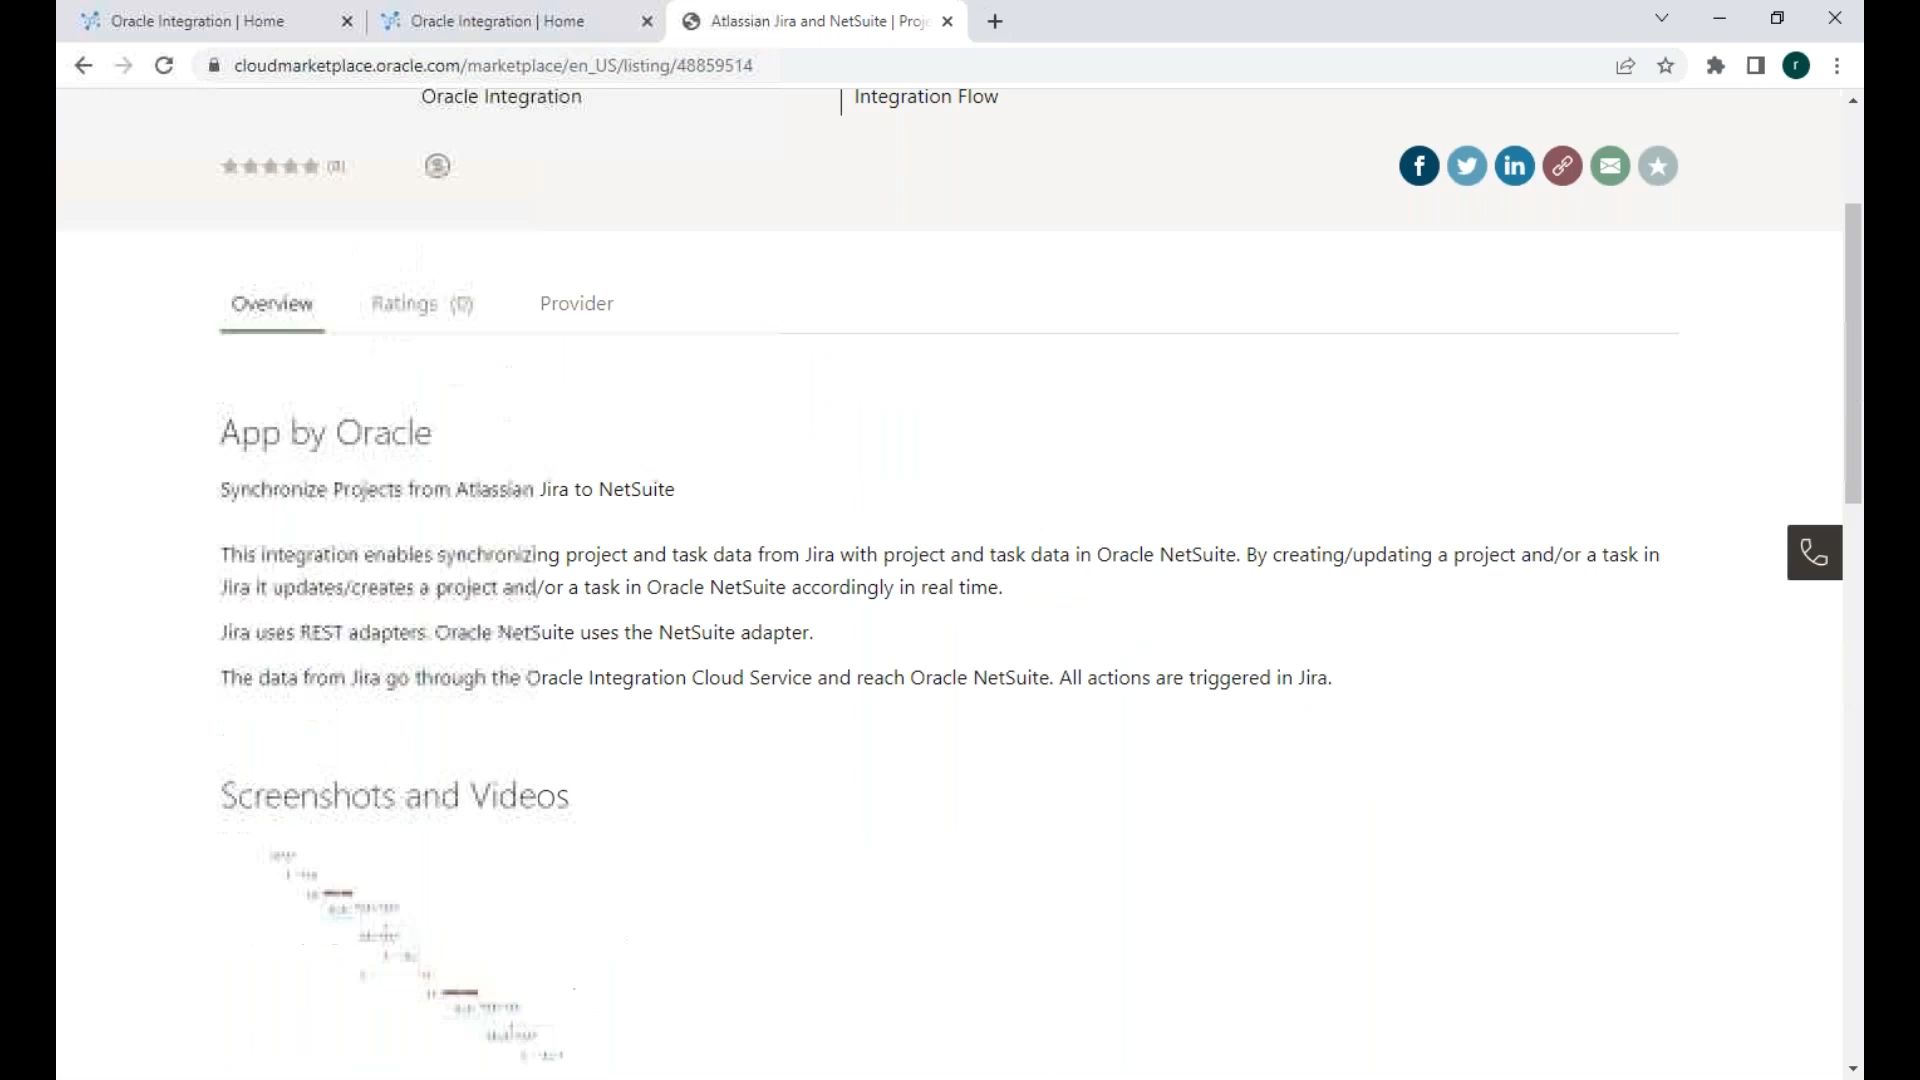 Oracle Integration | Home
Oracle Integration | Home
Atlassian Jira and NetSuite | Proj
cloudmarketplace.oracle.com/marketplace/en_US/listing/48859514
r
Oracle Integration
Integration Flow
(0)
Overview
Ratings (0)
Provider
App by Oracle
Synchronize Projects from Atlassian Jira to NetSuite
This integration enables synchronizing project and task data from Jira with project and task data in Oracle NetSuite. By creating/updating a project and/or a task in
Jira it updates/creates a project and/or a task in Oracle NetSuite accordingly in real time.
Jira uses REST adapters. Oracle NetSuite uses the NetSuite adapter.
The data from Jira go through the Oracle Integration Cloud Service and reach Oracle NetSuite. All actions are triggered in Jira.
Screenshots and Videos